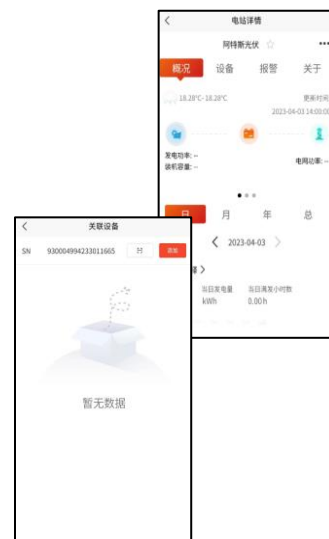 电站详情
阿特斯光伏
概况 设备 报警 关于
18.28°C~18.28°C 更新时间
2023-04-03 14:00:00
发电功率: --
装机容量: --
电网功率: --
日 月 年 总
2023-04-03
当日发电量 当日满发小时数
kWh 0.00 h
关联设备
SN 930004994233011665 添加
暂无数据